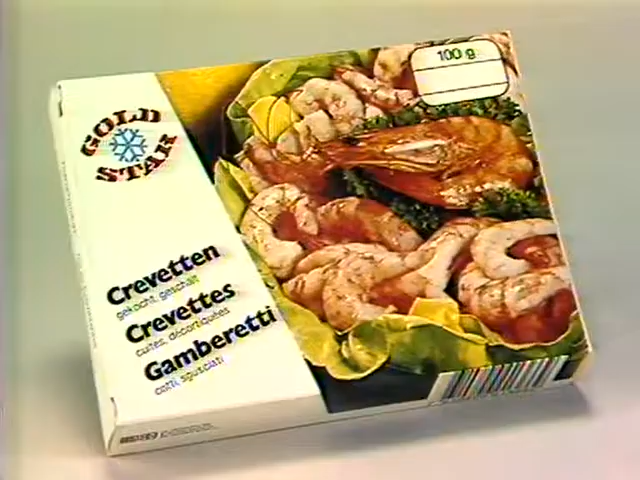 GOLD
STAR
100 g
Crevetten
gekocht, geschält
Crevettes
cuites, décortiquées
Gamberetti
cotti, sgusciati